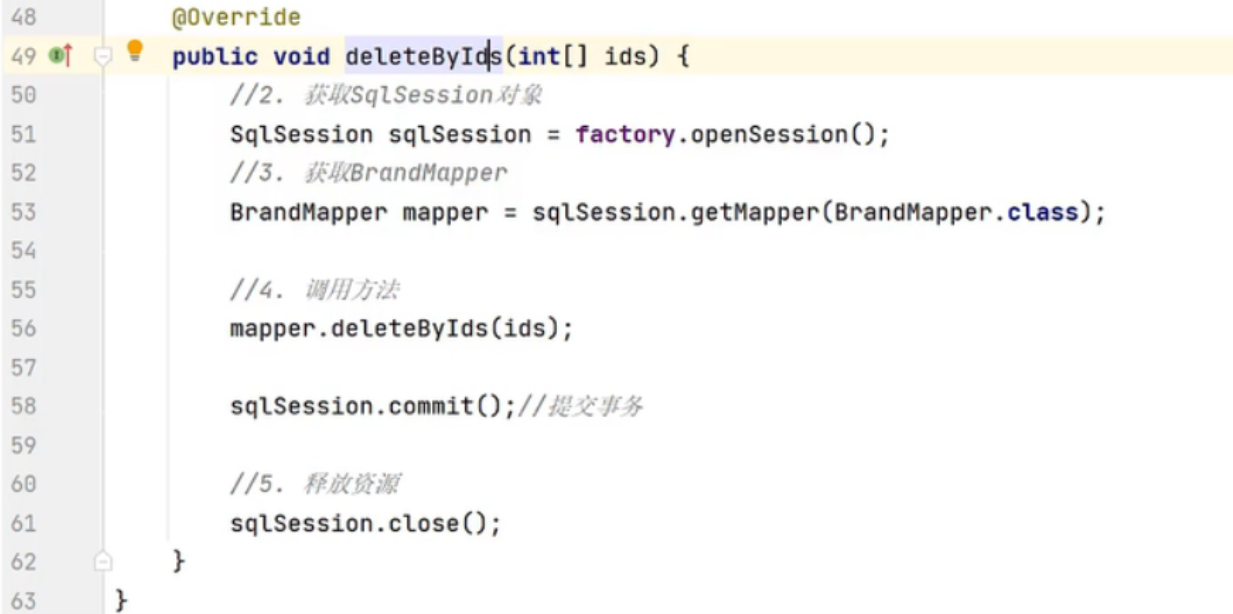 48 @Override
49 public void deleteByIds(int[] ids) {
50 //2. 获取SqlSession对象
51 SqlSession sqlSession = factory.openSession();
52 //3. 获取BrandMapper
53 BrandMapper mapper = sqlSession.getMapper(BrandMapper.class);
54
55 //4. 调用方法
56 mapper.deleteByIds(ids);
57
58 sqlSession.commit();//提交事务
59
60 //5. 释放资源
61 sqlSession.close();
62 }
63 }